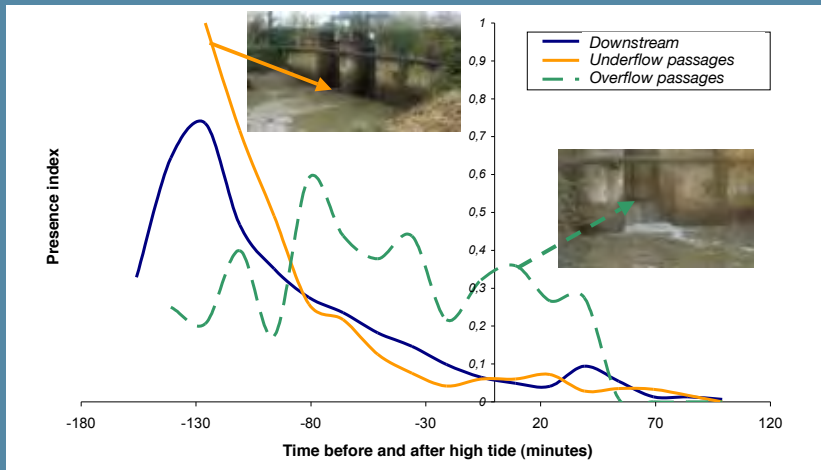 1
0,9
0,8
0,7
0,6
0,5
0,4
0,3
0,2
0,1
0
Presence index
Downstream
Underflow passages
Overflow passages
-180 -130 -80 -30 20 70 120
Time before and after high tide (minutes)